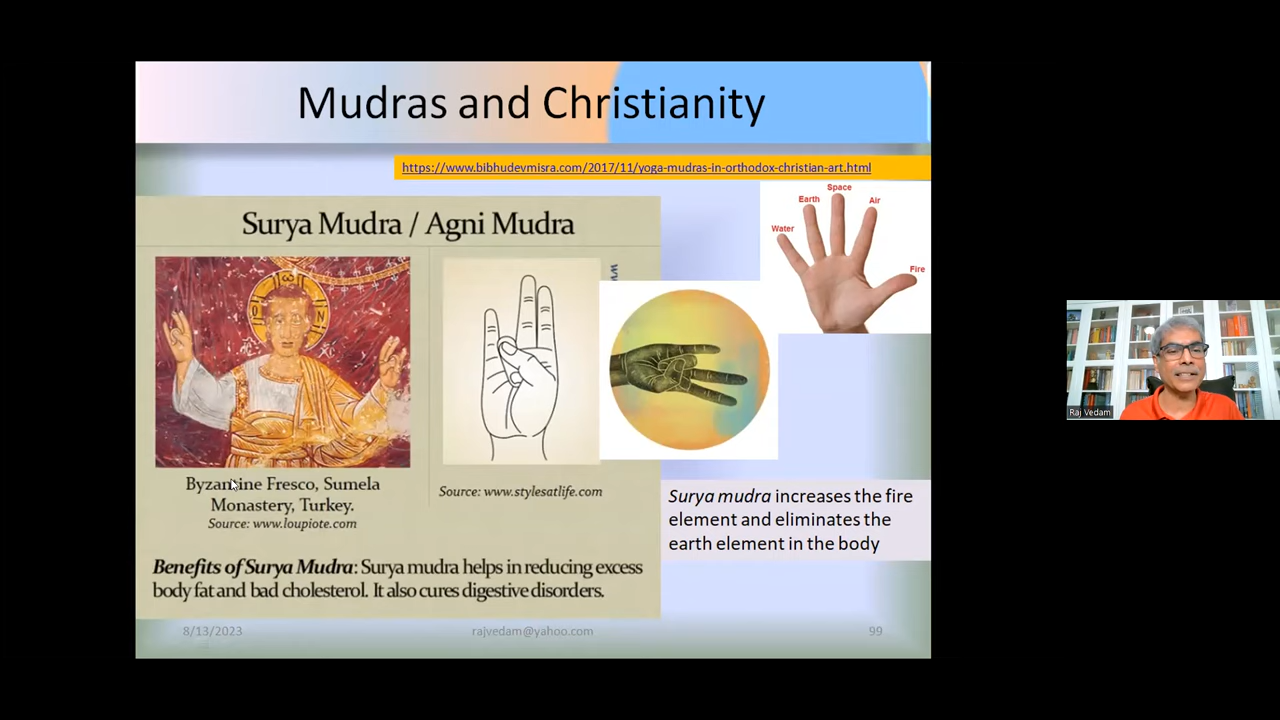 Mudras and Christianity
https://www.bibhudevmisra.com/2017/11/yoga-mudras-in-orthodox-christian-art.html
Surya Mudra / Agni Mudra
Space
Earth
Air
Water
Fire
Byzantine Fresco, Sumela
Monastery, Turkey.
Source: www.loupiote.com
Source: www.stylesatlife.com
Surya mudra increases the fire
element and eliminates the
earth element in the body
Benefits of Surya Mudra: Surya mudra helps in reducing excess
body fat and bad cholesterol. It also cures digestive disorders.
8/13/2023
rajvedam@yahoo.com
99
Raj Vedam